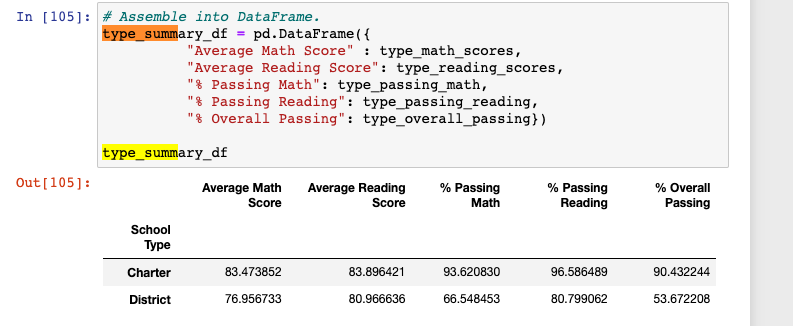 In [105]: # Assemble into DataFrame.
type_summary_df = pd.DataFrame({
"Average Math Score" : type_math_scores,
"Average Reading Score": type_reading_scores,
"% Passing Math": type_passing_math,
"% Passing Reading": type_passing_reading,
"% Overall Passing": type_overall_passing})
type_summary_df
Out[105]:
Average Math Average Reading % Passing % Passing % Overall
Score Score Math Reading Passing
School
Type
Charter 83.473852 83.896421 93.620830 96.586489 90.432244
District 76.956733 80.966636 66.548453 80.799062 53.672208